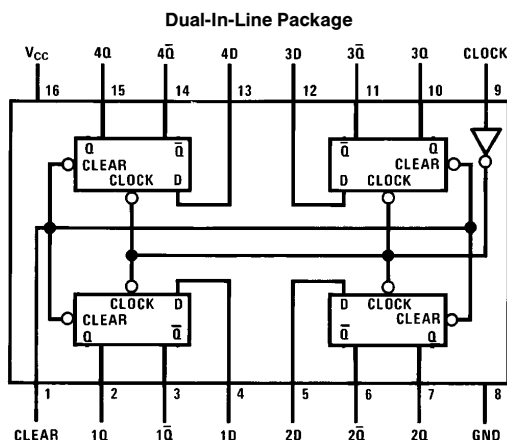 Dual-In-Line Package
VCC 4Q 4Q̅ 4D 3D 3Q̅ 3Q CLOCK
16 15 14 13 12 11 10 9
Q Q̅ Q̅ Q
CLEAR CLEAR
CLOCK D D CLOCK
CLOCK D D CLOCK
CLEAR CLEAR
Q Q̅ Q̅ Q
1 2 3 4 5 6 7 8
CLEAR 1Q 1Q̅ 1D 2D 2Q̅ 2Q GND